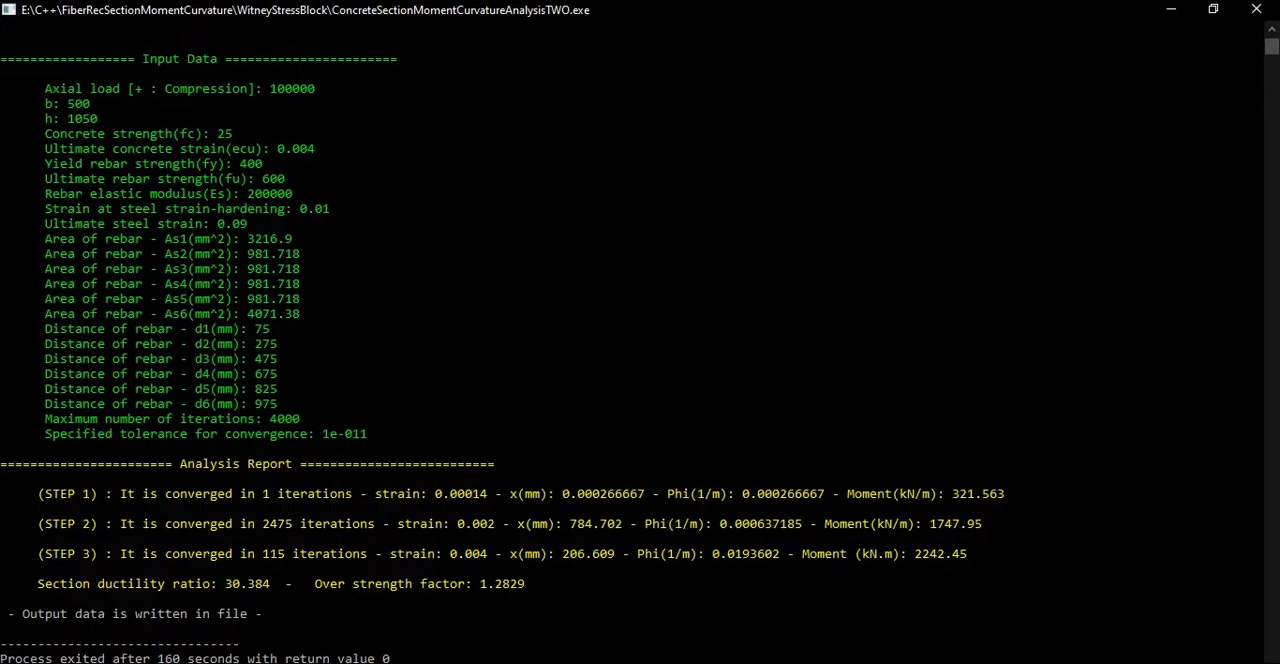 E:\C++\FiberRecSectionMomentCurvature\WitneyStressBlock\ConcreteSectionMomentCurvatureAnalysisTWO.exe
================== Input Data =======================
Axial load [+ : Compression]: 100000
b: 500
h: 1050
Concrete strength(fc): 25
Ultimate concrete strain(ecu): 0.004
Yield rebar strength(fy): 400
Ultimate rebar strength(fu): 600
Rebar elastic modulus(Es): 200000
Strain at steel strain-hardening: 0.01
Ultimate steel strain: 0.09
Area of rebar - As1(mm^2): 3216.9
Area of rebar - As2(mm^2): 981.718
Area of rebar - As3(mm^2): 981.718
Area of rebar - As4(mm^2): 981.718
Area of rebar - As5(mm^2): 981.718
Area of rebar - As6(mm^2): 4071.38
Distance of rebar - d1(mm): 75
Distance of rebar - d2(mm): 275
Distance of rebar - d3(mm): 475
Distance of rebar - d4(mm): 675
Distance of rebar - d5(mm): 825
Distance of rebar - d6(mm): 975
Maximum number of iterations: 4000
Specified tolerance for convergence: 1e-011
======================= Analysis Report ==========================
(STEP 1) : It is converged in 1 iterations - strain: 0.00014 - x(mm): 0.000266667 - Phi(1/m): 0.000266667 - Moment(kN/m): 321.563
(STEP 2) : It is converged in 2475 iterations - strain: 0.002 - x(mm): 784.702 - Phi(1/m): 0.000637185 - Moment(kN/m): 1747.95
(STEP 3) : It is converged in 115 iterations - strain: 0.004 - x(mm): 206.609 - Phi(1/m): 0.0193602 - Moment (kN.m): 2242.45
Section ductility ratio: 30.384 - Over strength factor: 1.2829
- Output data is written in file -
--------------------------------
Process exited after 160 seconds with return value 0